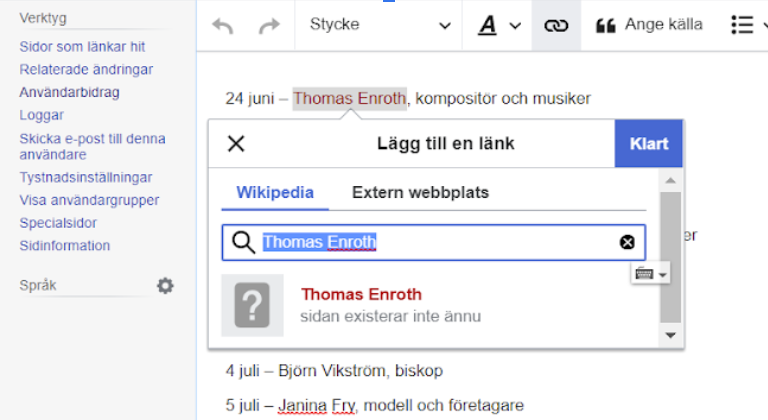 Verktyg
Sidor som länkar hit
Relaterade ändringar
Användarbidrag
Loggar
Skicka e-post till denna
användare
Tystnadsinställningar
Visa användargrupper
Specialsidor
Sidinformation
Språk
Stycke
A
Ange källa
24 juni – Thomas Enroth, kompositör och musiker
Lägg till en länk
Klart
Wikipedia
Extern webbplats
Thomas Enroth
er
?
Thomas Enroth
sidan existerar inte ännu
4 juli – Björn Vikström, biskop
5 juli – Janina Fry, modell och företagare